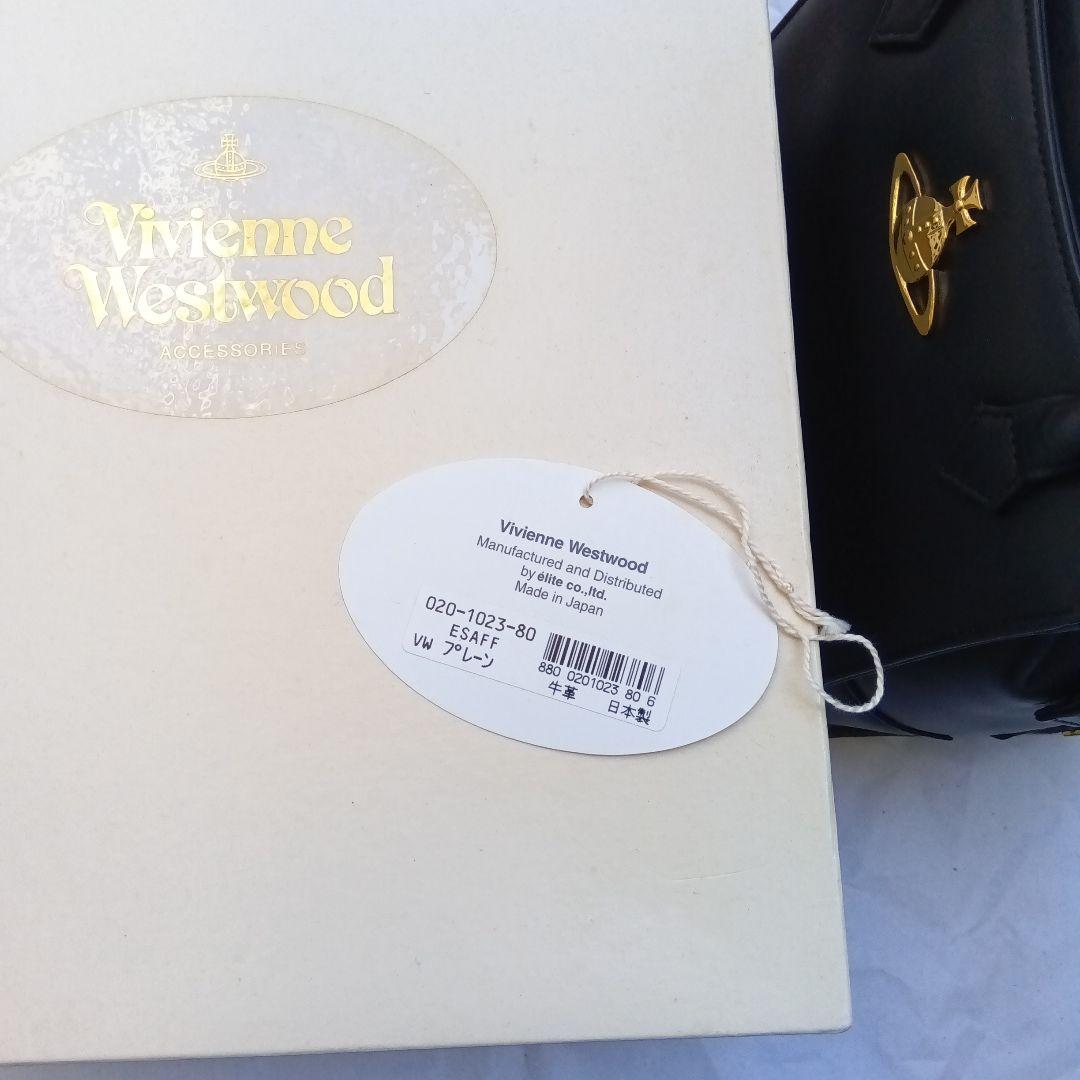 Vivienne
Westwood
ACCESSORIES
Vivienne Westwood
Manufactured and Distributed
by élite co.,ltd.
Made in Japan
020-1023-80
ESAFF
VW プレーン
880 0201023 80 6
牛革 日本製